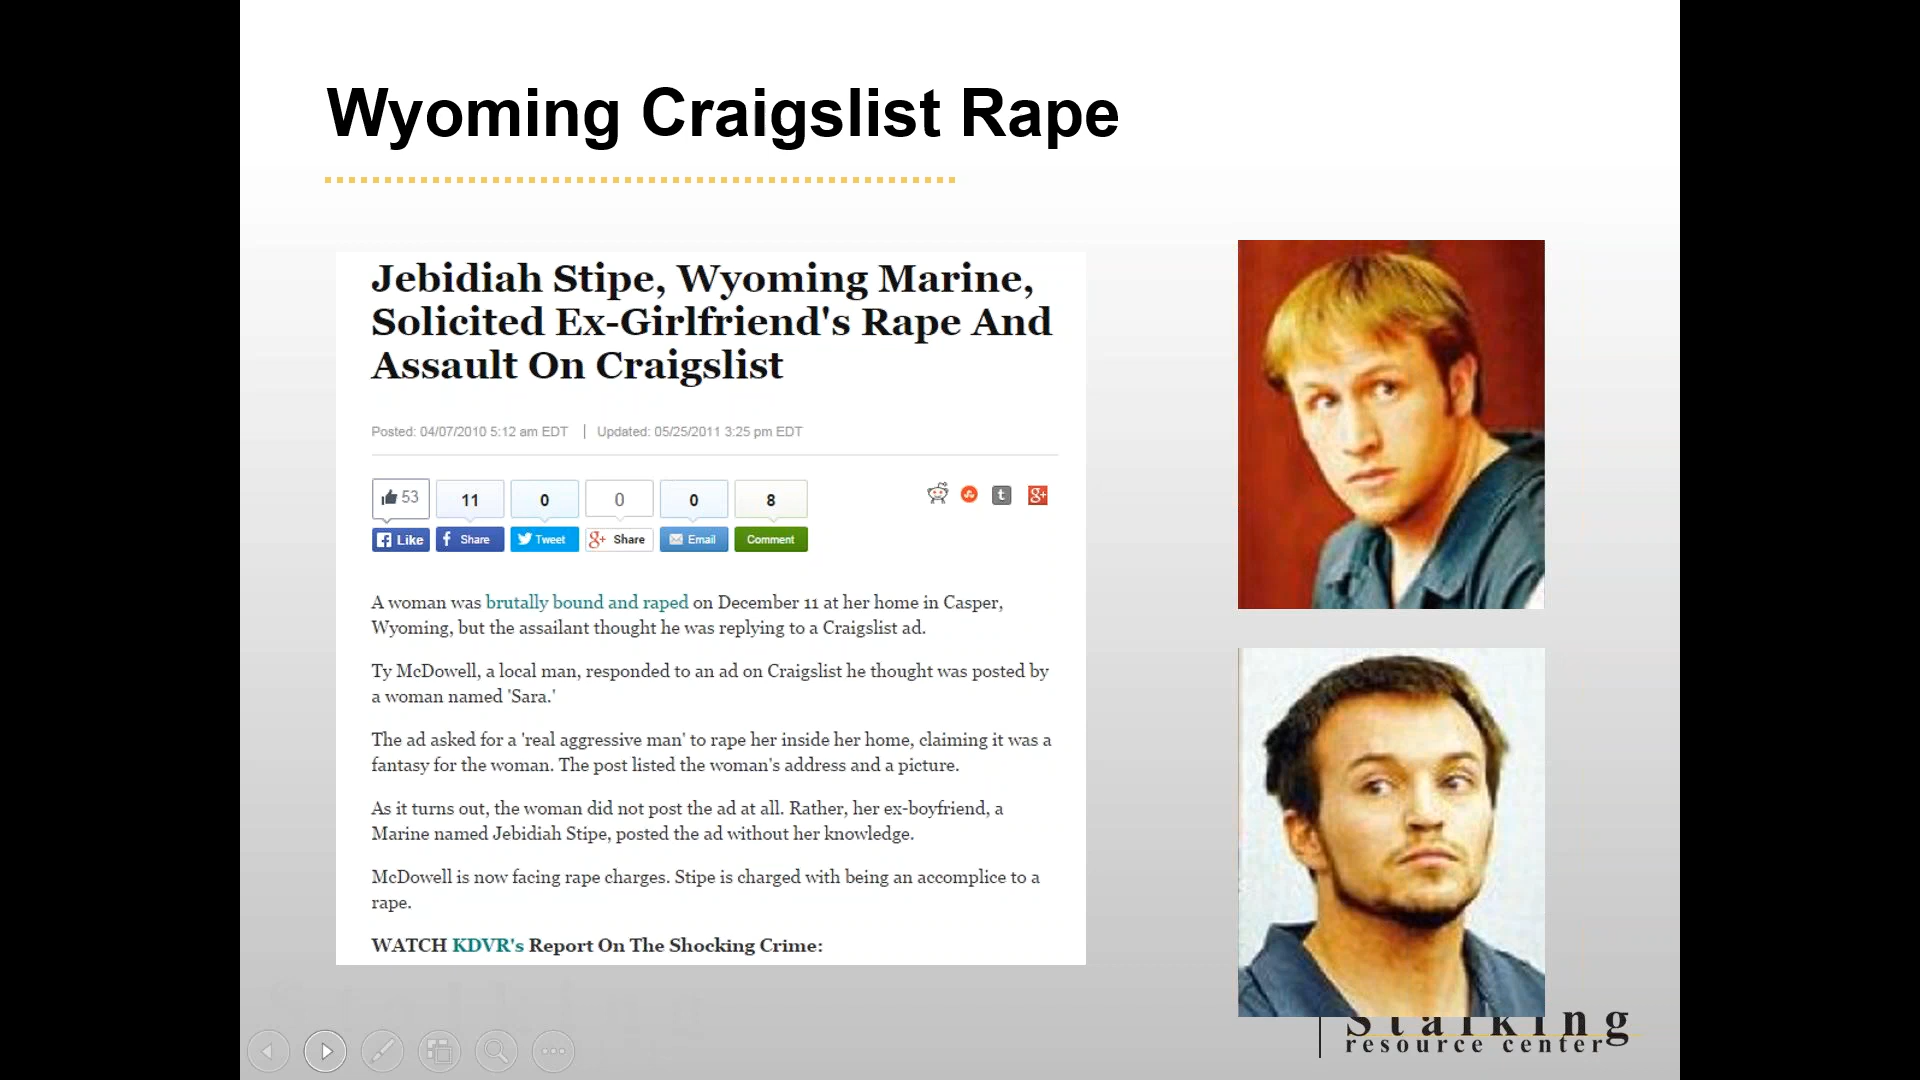 Wyoming Craigslist Rape
Jebidiah Stipe, Wyoming Marine,
Solicited Ex-Girlfriend's Rape And
Assault On Craigslist
Posted: 04/07/2010 5:12 am EDT | Updated: 05/25/2011 3:25 pm EDT
53 11 0 0 0 8
Like Share Tweet Share Email Comment
A woman was brutally bound and raped on December 11 at her home in Casper,
Wyoming, but the assailant thought he was replying to a Craigslist ad.
Ty McDowell, a local man, responded to an ad on Craigslist he thought was posted by
a woman named 'Sara.'
The ad asked for a 'real aggressive man' to rape her inside her home, claiming it was a
fantasy for the woman. The post listed the woman's address and a picture.
As it turns out, the woman did not post the ad at all. Rather, her ex-boyfriend, a
Marine named Jebidiah Stipe, posted the ad without her knowledge.
McDowell is now facing rape charges. Stipe is charged with being an accomplice to a
rape.
WATCH KDVR's Report On The Shocking Crime:
Stalking
resource center